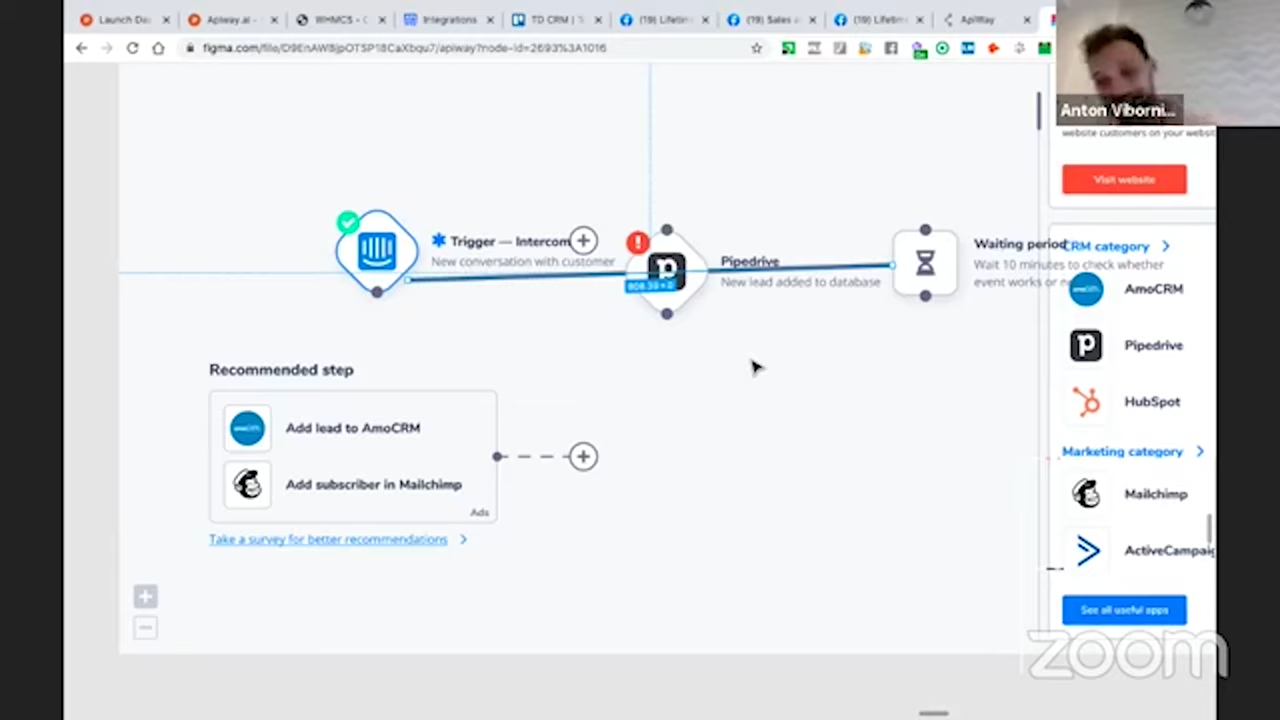 Launch Da
Apiway.ai -
WHMCS - C
Integrations
TD CRM | T
(19) Lifetim
(19) Sales a
(19) Lifetim
ApiWay
figma.com/file/D9EnAW8jpOTSP18CaXbqu7/apiway?node-id=2693%3A1016
Anton Viborni...
website customers on your websit
Visit website
Trigger — Intercom
New conversation with customer
Pipedrive
New lead added to database
Waiting period
Wait 10 minutes to check whether
event works or n
CRM category
AmoCRM
Pipedrive
HubSpot
Marketing category
Mailchimp
ActiveCampaig
See all useful apps
Recommended step
Add lead to AmoCRM
Add subscriber in Mailchimp
Ads
Take a survey for better recommendations
zoom